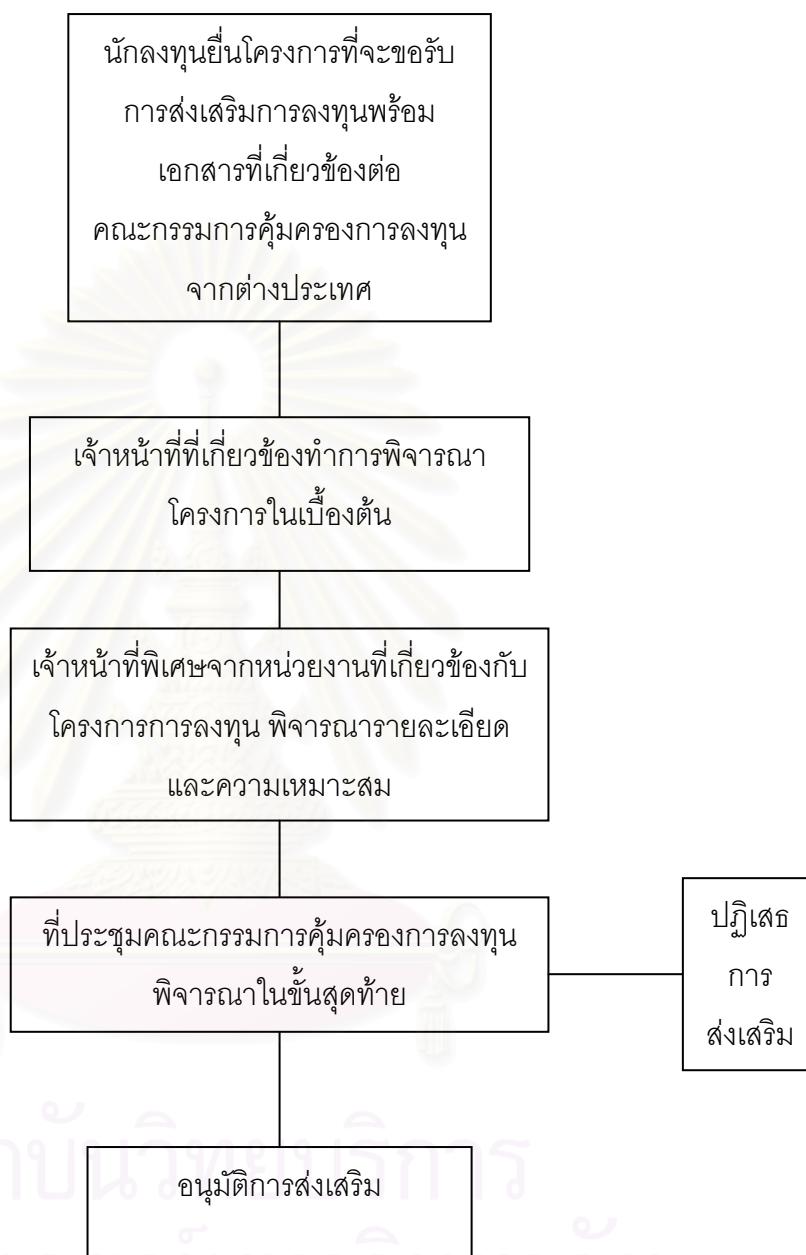 นักลงทุนยื่นโครงการที่จะขอรับ
การส่งเสริมการลงทุนพร้อม
เอกสารที่เกี่ยวข้องต่อ
คณะกรรมการคุ้มครองการลงทุน
จากต่างประเทศ
เจ้าหน้าที่ที่เกี่ยวข้องทำการพิจารณา
โครงการในเบื้องต้น
เจ้าหน้าที่พิเศษจากหน่วยงานที่เกี่ยวข้องกับ
โครงการการลงทุน พิจารณารายละเอียด
และความเหมาะสม
ที่ประชุมคณะกรรมการคุ้มครองการลงทุน
พิจารณาในขั้นสุดท้าย
ปฏิเสธ
การ
ส่งเสริม
อนุมัติการส่งเสริม
าบันวิทยบริการ